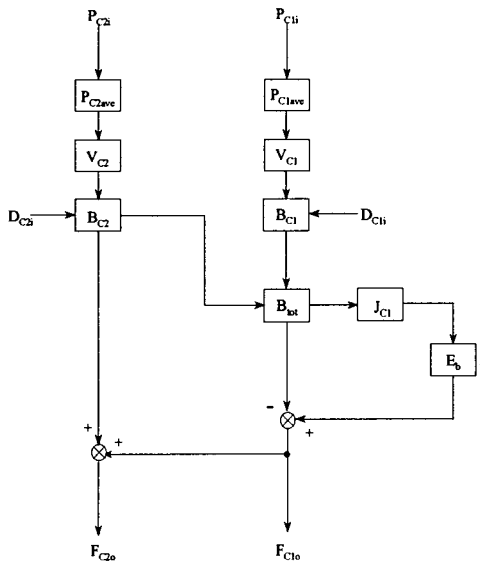 P_C2i P_C1i
P_C2ave P_C1ave
V_C2 V_C1
D_C2i B_C2 B_C1 D_C1i
B_tot J_C1
E_b
-
+
+ +
F_C2o F_C1o